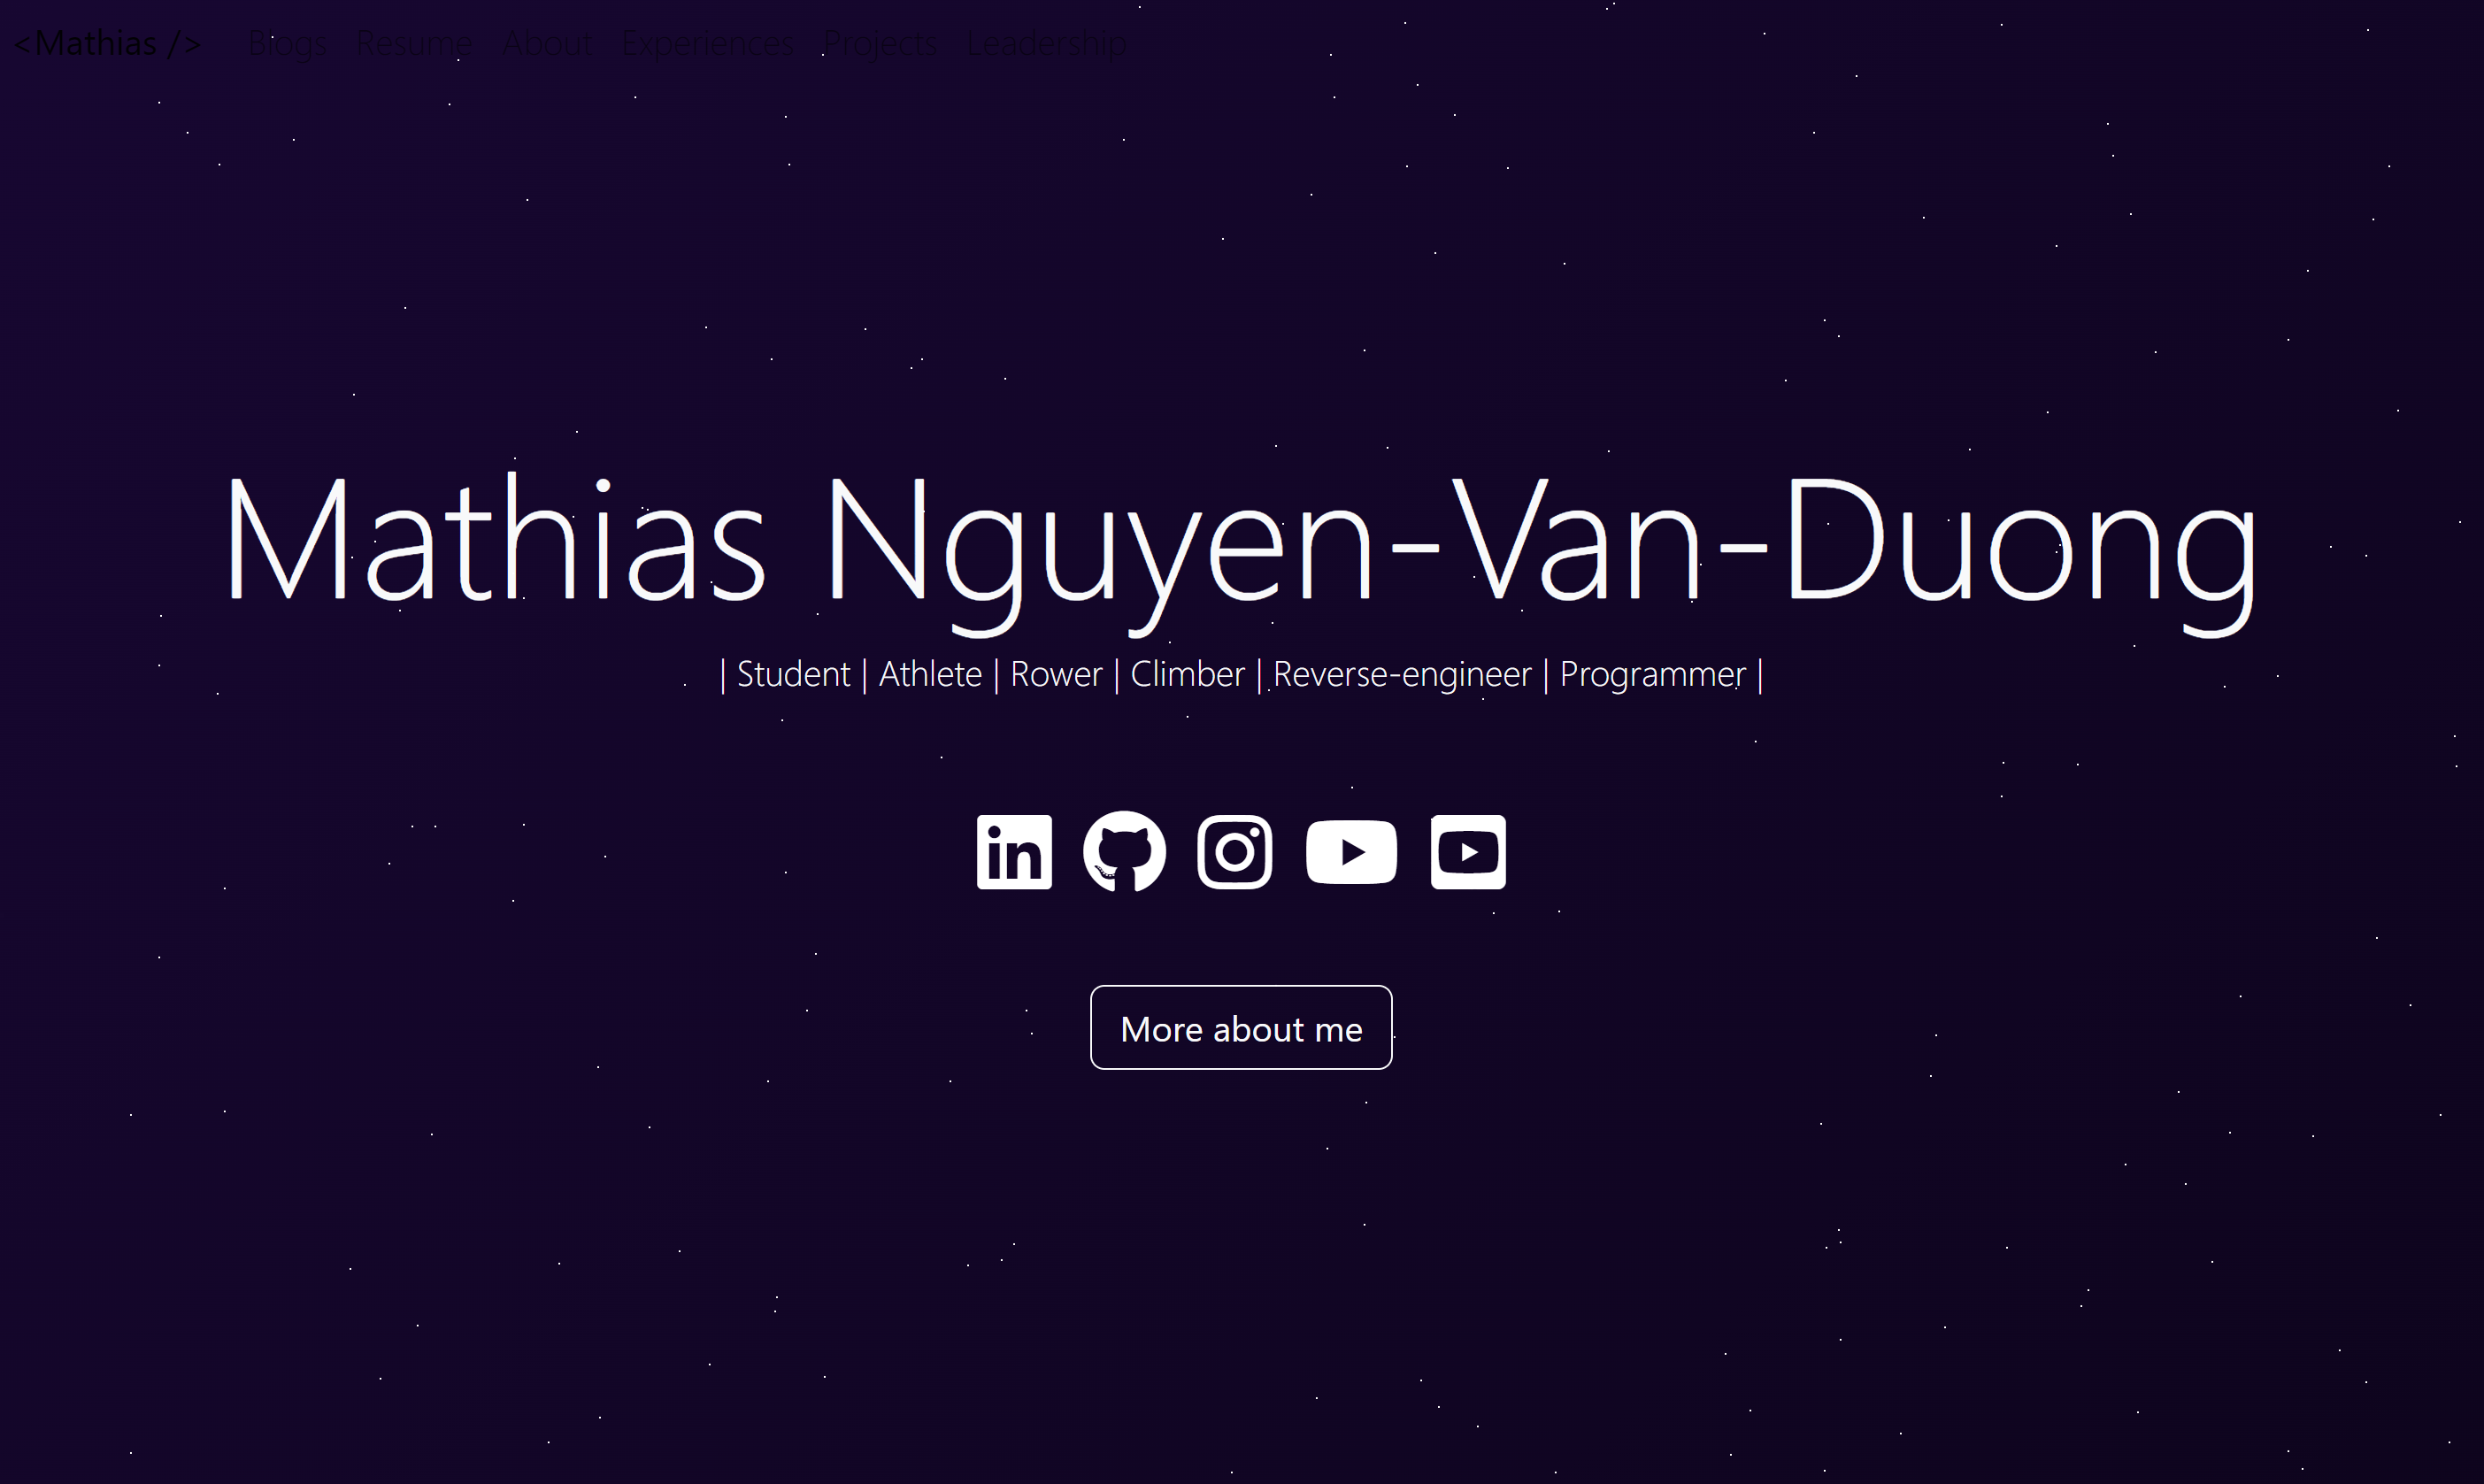 <Mathias /> Blogs Resume About Experiences Projects Leadership
Mathias Nguyen-Van-Duong
| Student | Athlete | Rower | Climber | Reverse-engineer | Programmer |
in
More about me